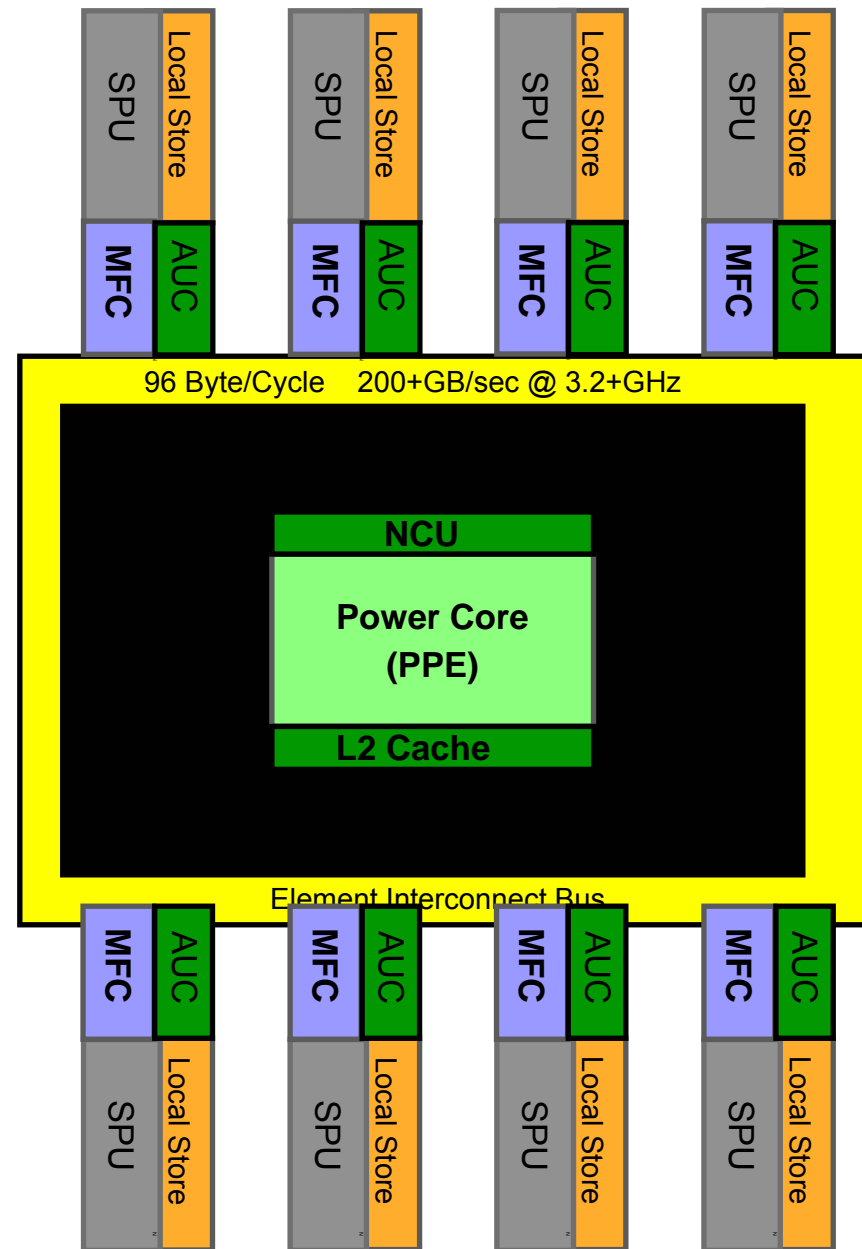 SPU
Local Store
SPU
Local Store
SPU
Local Store
SPU
Local Store
MFC
AUC
MFC
AUC
MFC
AUC
MFC
AUC
96 Byte/Cycle 200+GB/sec @ 3.2+GHz
NCU
Power Core
(PPE)
L2 Cache
Element Interconnect Bus
MFC
AUC
MFC
AUC
MFC
AUC
MFC
AUC
SPU
Local Store
SPU
Local Store
SPU
Local Store
SPU
Local Store
N
N
N
N